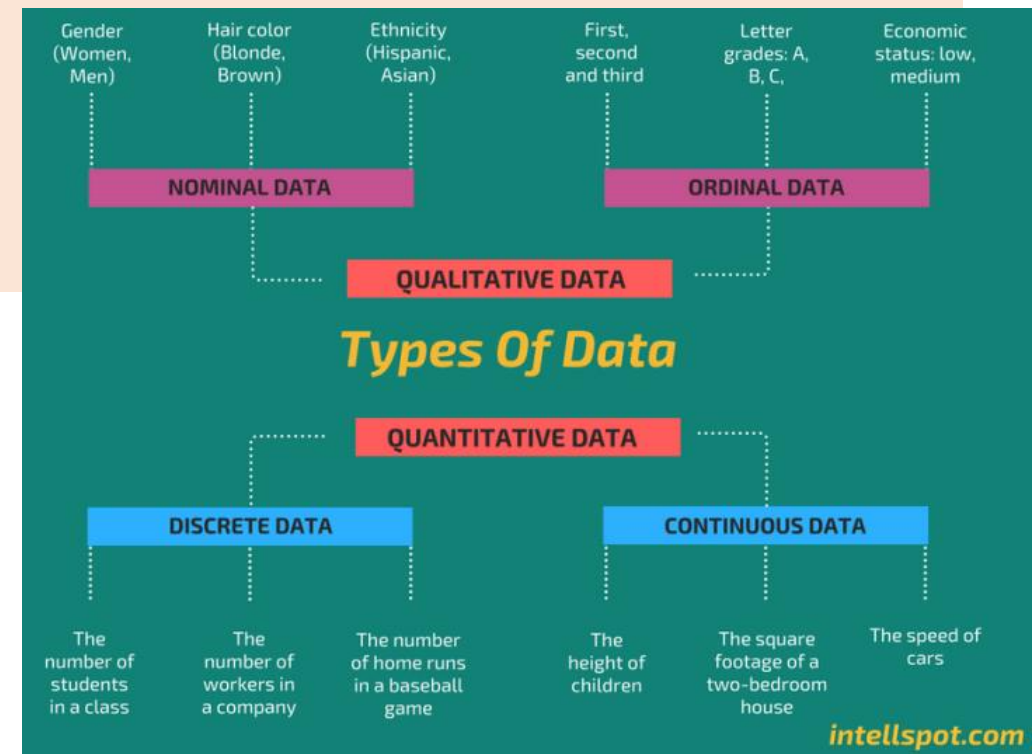 Gender
(Women,
Men)
Hair color
(Blonde,
Brown)
Ethnicity
(Hispanic,
Asian)
First,
second
and third
Letter
grades: A,
B, C,
Economic
status: low,
medium
NOMINAL DATA
ORDINAL DATA
QUALITATIVE DATA
Types Of Data
QUANTITATIVE DATA
DISCRETE DATA
CONTINUOUS DATA
The
number of
students
in a class
The
number of
workers in
a company
The number
of home runs
in a baseball
game
The
height of
children
The square
footage of a
two-bedroom
house
The speed of
cars
intellspot.com